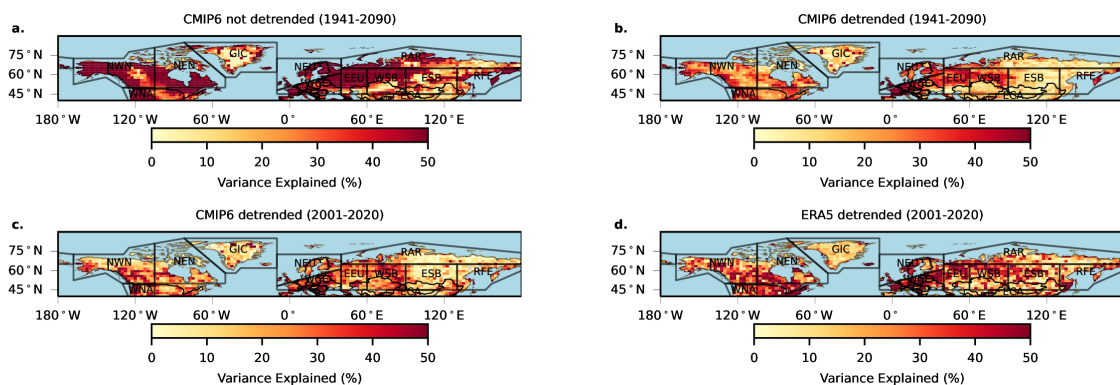 CMIP6 not detrended (1941-2090)
a.
75°N
60°N
45°N
NWN
NEN
GIC
WNA
NEU
RAR
EEU
WSB
ESB
RFE
ECA
180°W
120°W
60°W
0°
60°E
120°E
0
10
20
30
40
50
Variance Explained (%)
CMIP6 detrended (1941-2090)
b.
75°N
60°N
45°N
NWN
NEN
GIC
WNA
NEU
RAR
EEU
WSB
ESB
RFE
ECA
180°W
120°W
60°W
0°
60°E
120°E
0
10
20
30
40
50
Variance Explained (%)
CMIP6 detrended (2001-2020)
c.
75°N
60°N
45°N
NWN
NEN
GIC
WNA
NEU
RAR
EEU
WSB
ESB
RFE
ECA
180°W
120°W
60°W
0°
60°E
120°E
0
10
20
30
40
50
Variance Explained (%)
ERA5 detrended (2001-2020)
d.
75°N
60°N
45°N
NWN
NEN
GIC
WNA
NEU
RAR
EEU
WSB
ESB
RFE
ECA
180°W
120°W
60°W
0°
60°E
120°E
0
10
20
30
40
50
Variance Explained (%)